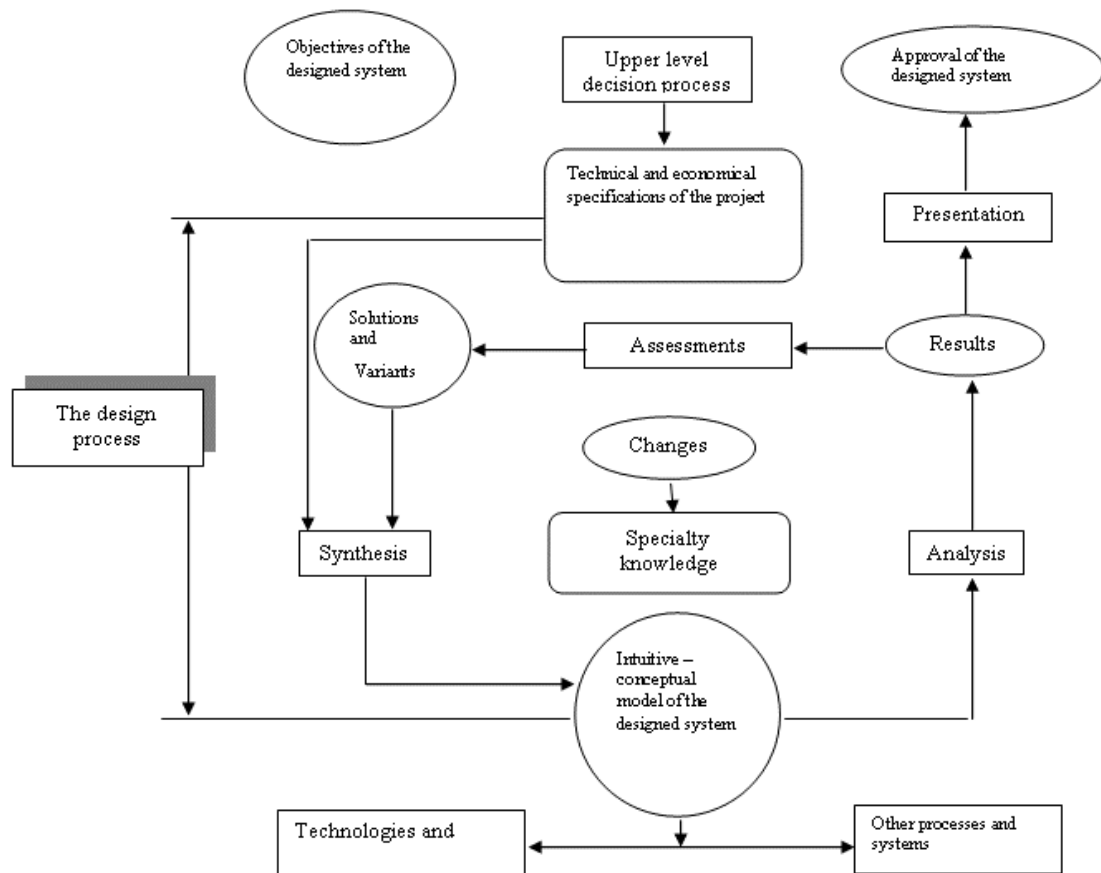 Objectives of the
designed system
Upper level
decision process
Approval of the
designed system
Technical and economical
specifications of the project
Presentation
Solutions
and
Variants
Assessments
Results
The design
process
Changes
Synthesis
Specialty
knowledge
Analysis
Intuitive –
conceptual
model of the
designed system
Technologies and
Other processes and
systems